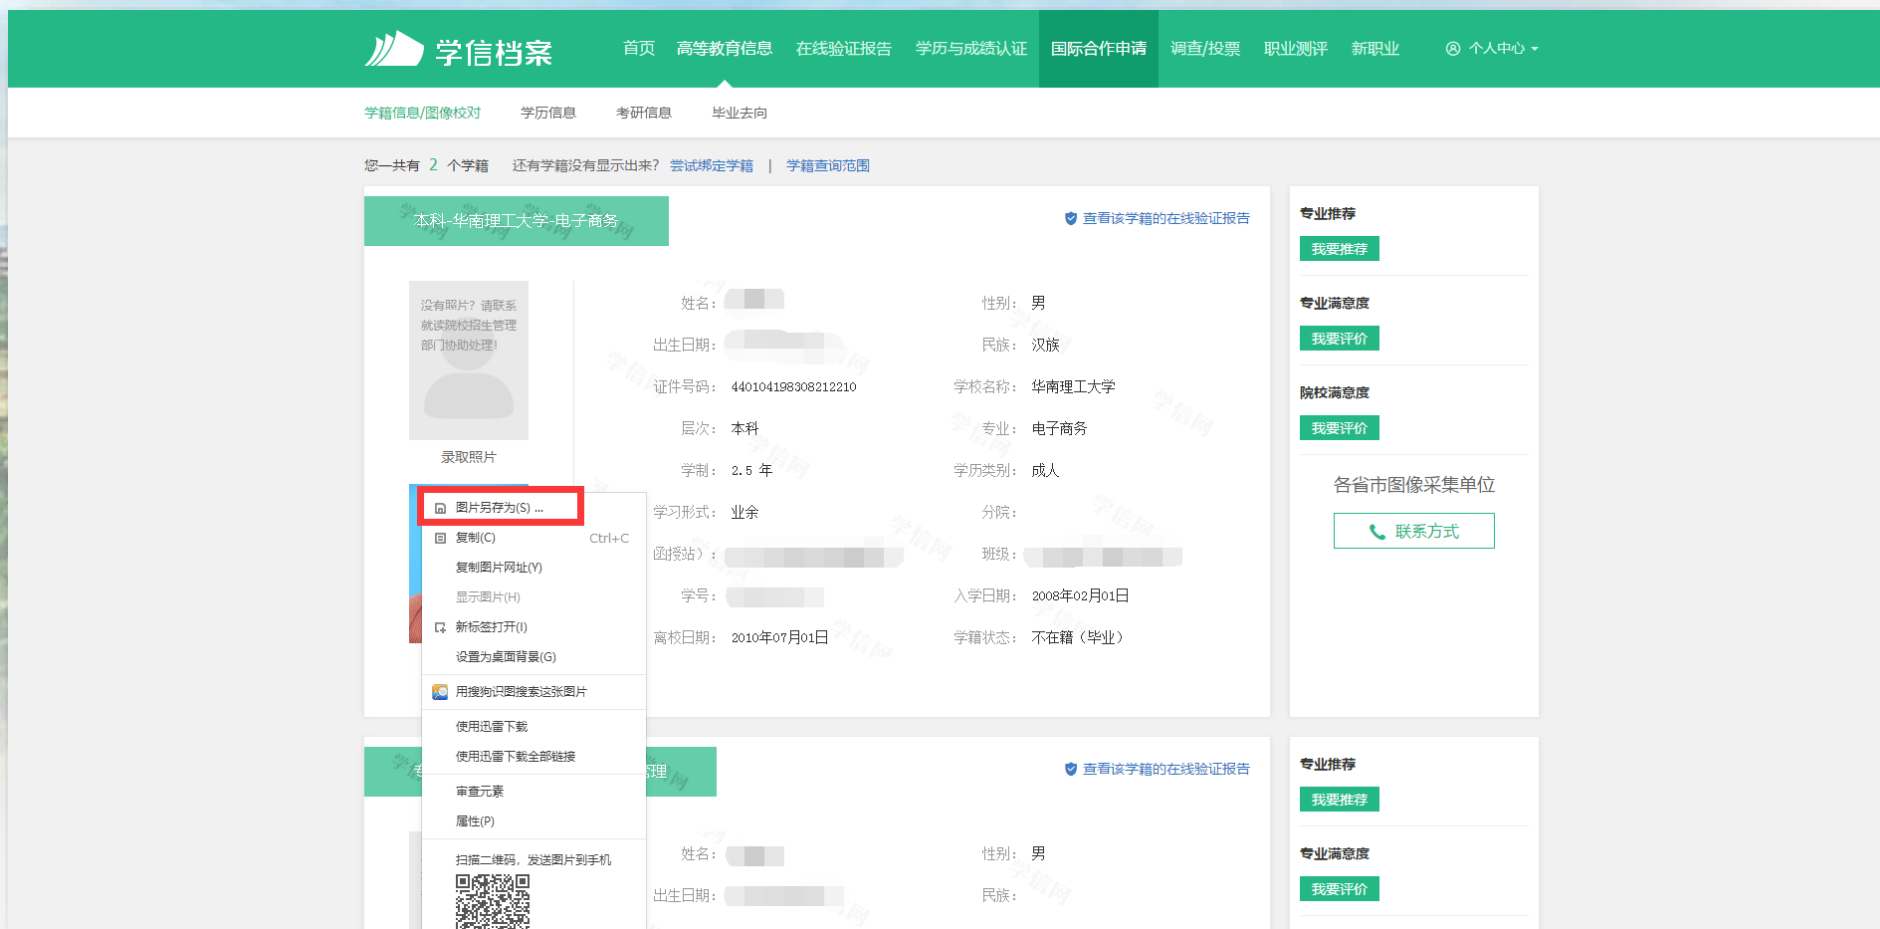 学信档案
首页 高等教育信息 在线验证报告 学历与成绩认证 国际合作申请 调查/投票 职业测评 新职业 个人中心
学籍信息/图像校对 学历信息 考研信息 毕业去向
您一共有 2 个学籍 还有学籍没有显示出来？ 尝试绑定学籍 | 学籍查询范围
本科-华南理工大学-电子商务
查看该学籍的在线验证报告
没有照片？请联系
就读院校招生管理
部门协助处理!
录取照片
姓名：
性别： 男
出生日期：
民族： 汉族
证件号码： 440104198308212210
学校名称： 华南理工大学
层次： 本科
专业： 电子商务
学制： 2.5 年
学历类别： 成人
学习形式： 业余
分院：
函授站）：
班级：
学号：
入学日期： 2008年02月01日
离校日期： 2010年07月01日
学籍状态： 不在籍（毕业）
图片另存为(S) ...
复制(C) Ctrl+C
复制图片网址(Y)
显示图片(H)
新标签打开(I)
设置为桌面背景(G)
用搜狗识图搜索这张图片
使用迅雷下载
使用迅雷下载全部链接
审查元素
属性(P)
扫描二维码，发送图片到手机
专业推荐
我要推荐
专业满意度
我要评价
院校满意度
我要评价
各省市图像采集单位
联系方式
管理
查看该学籍的在线验证报告
姓名：
性别： 男
出生日期：
民族：
专业推荐
我要推荐
专业满意度
我要评价
学信网